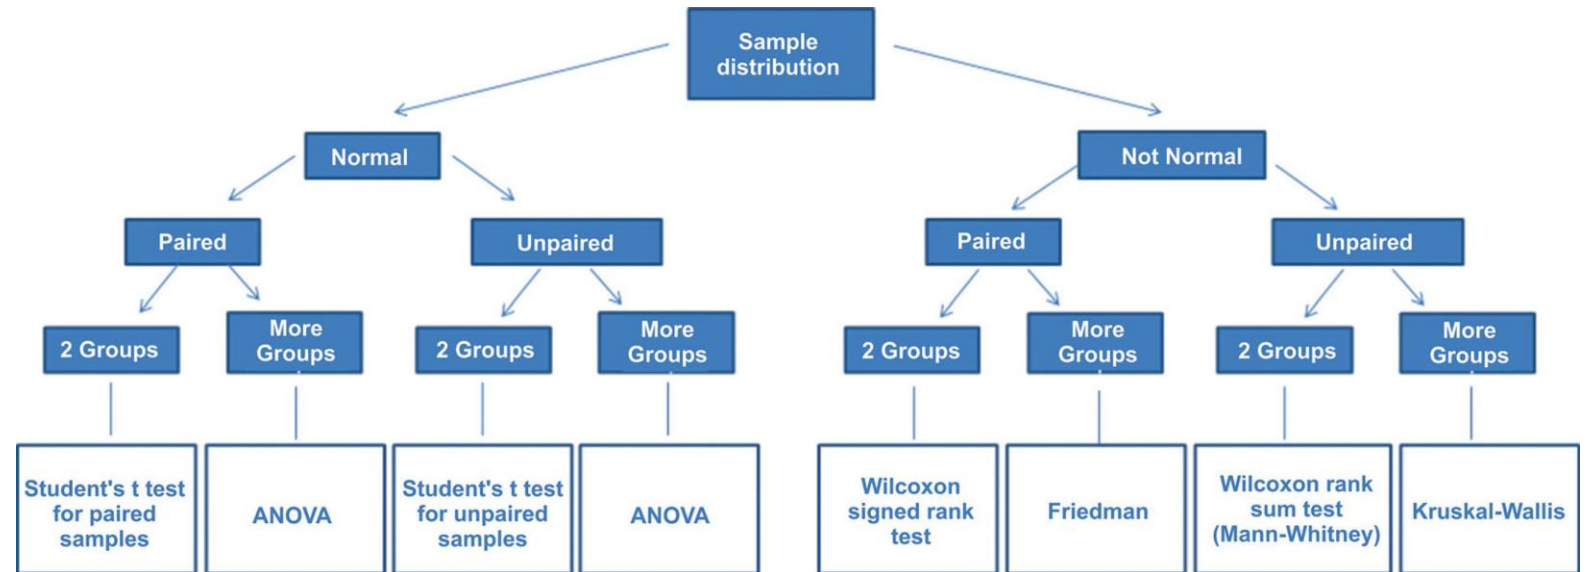 Sample
distribution
Normal
Not Normal
Paired
Unpaired
Paired
Unpaired
2 Groups
More
Groups
2 Groups
More
Groups
2 Groups
More
Groups
2 Groups
More
Groups
Student's t test
for paired
samples
ANOVA
Student's t test
for unpaired
samples
ANOVA
Wilcoxon
signed rank
test
Friedman
Wilcoxon rank
sum test
(Mann-Whitney)
Kruskal-Wallis